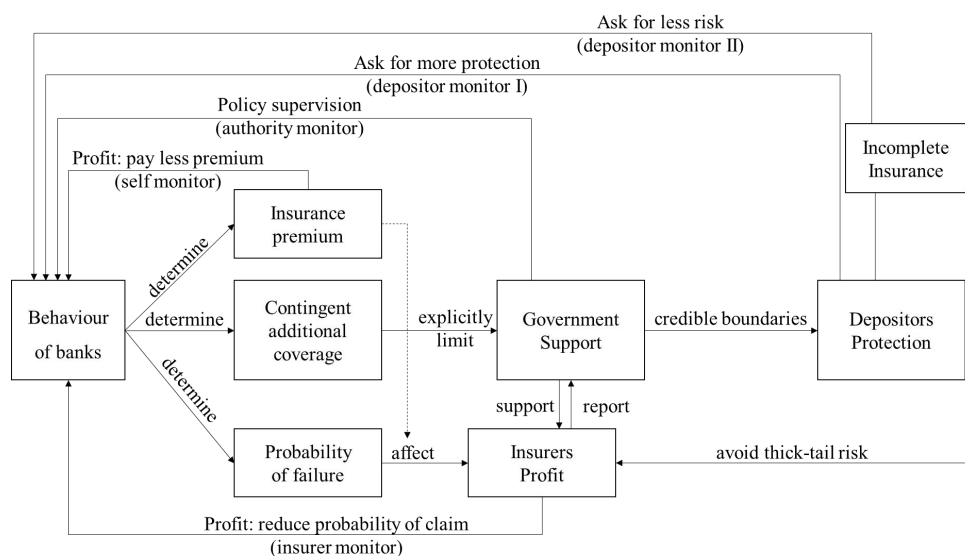 Ask for less risk
(depositor monitor II)
Ask for more protection
(depositor monitor I)
Policy supervision
(authority monitor)
Profit: pay less premium
(self monitor)
Incomplete
Insurance
Insurance
premium
determine
Behaviour
of banks
determine
Contingent
additional
coverage
explicitly
limit
Government
Support
credible boundaries
Depositors
Protection
determine
support
report
Probability
of failure
affect
Insurers
Profit
avoid thick-tail risk
Profit: reduce probability of claim
(insurer monitor)